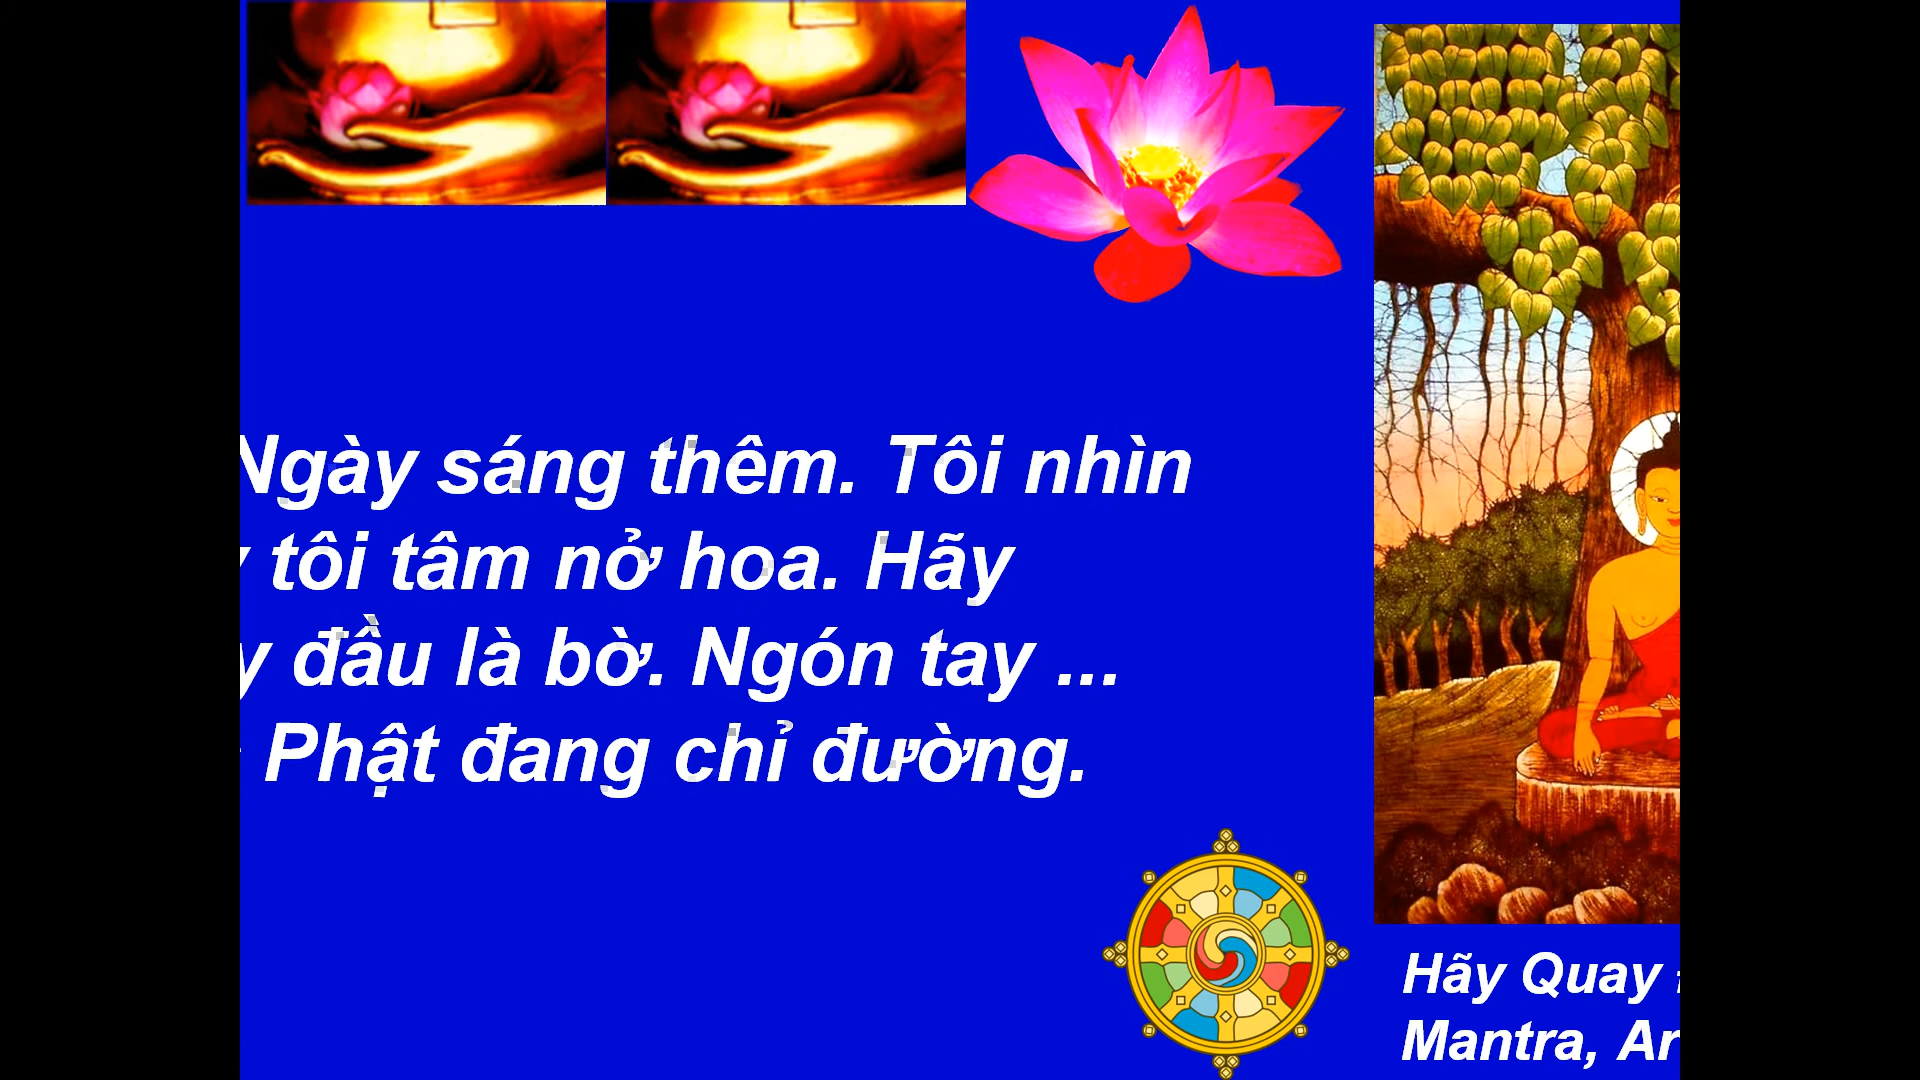 Ngày sáng thêm. Tôi nhìn
tôi tâm nở hoa. Hãy
đầu là bờ. Ngón tay ...
Phật đang chỉ đường.
Hãy Quay
Mantra,